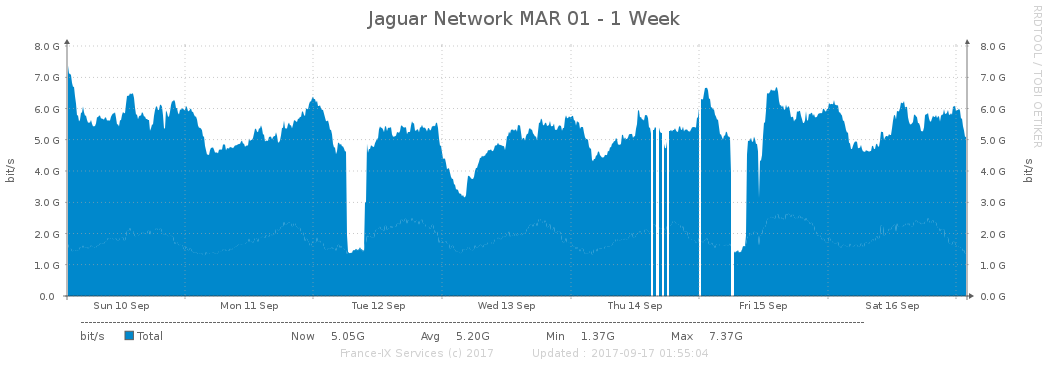 Jaguar Network MAR 01 - 1 Week
RRDTOOL / TOBI OETIKER
bit/s
8.0 G 8.0 G
7.0 G 7.0 G
6.0 G 6.0 G
5.0 G 5.0 G
4.0 G 4.0 G
3.0 G 3.0 G
2.0 G 2.0 G
1.0 G 1.0 G
0.0 0.0 G
bit/s
Sun 10 Sep Mon 11 Sep Tue 12 Sep Wed 13 Sep Thu 14 Sep Fri 15 Sep Sat 16 Sep
bit/s Total Now 5.05G Avg 5.20G Min 1.37G Max 7.37G
France-IX Services (c) 2017 Updated : 2017-09-17 01:55:04